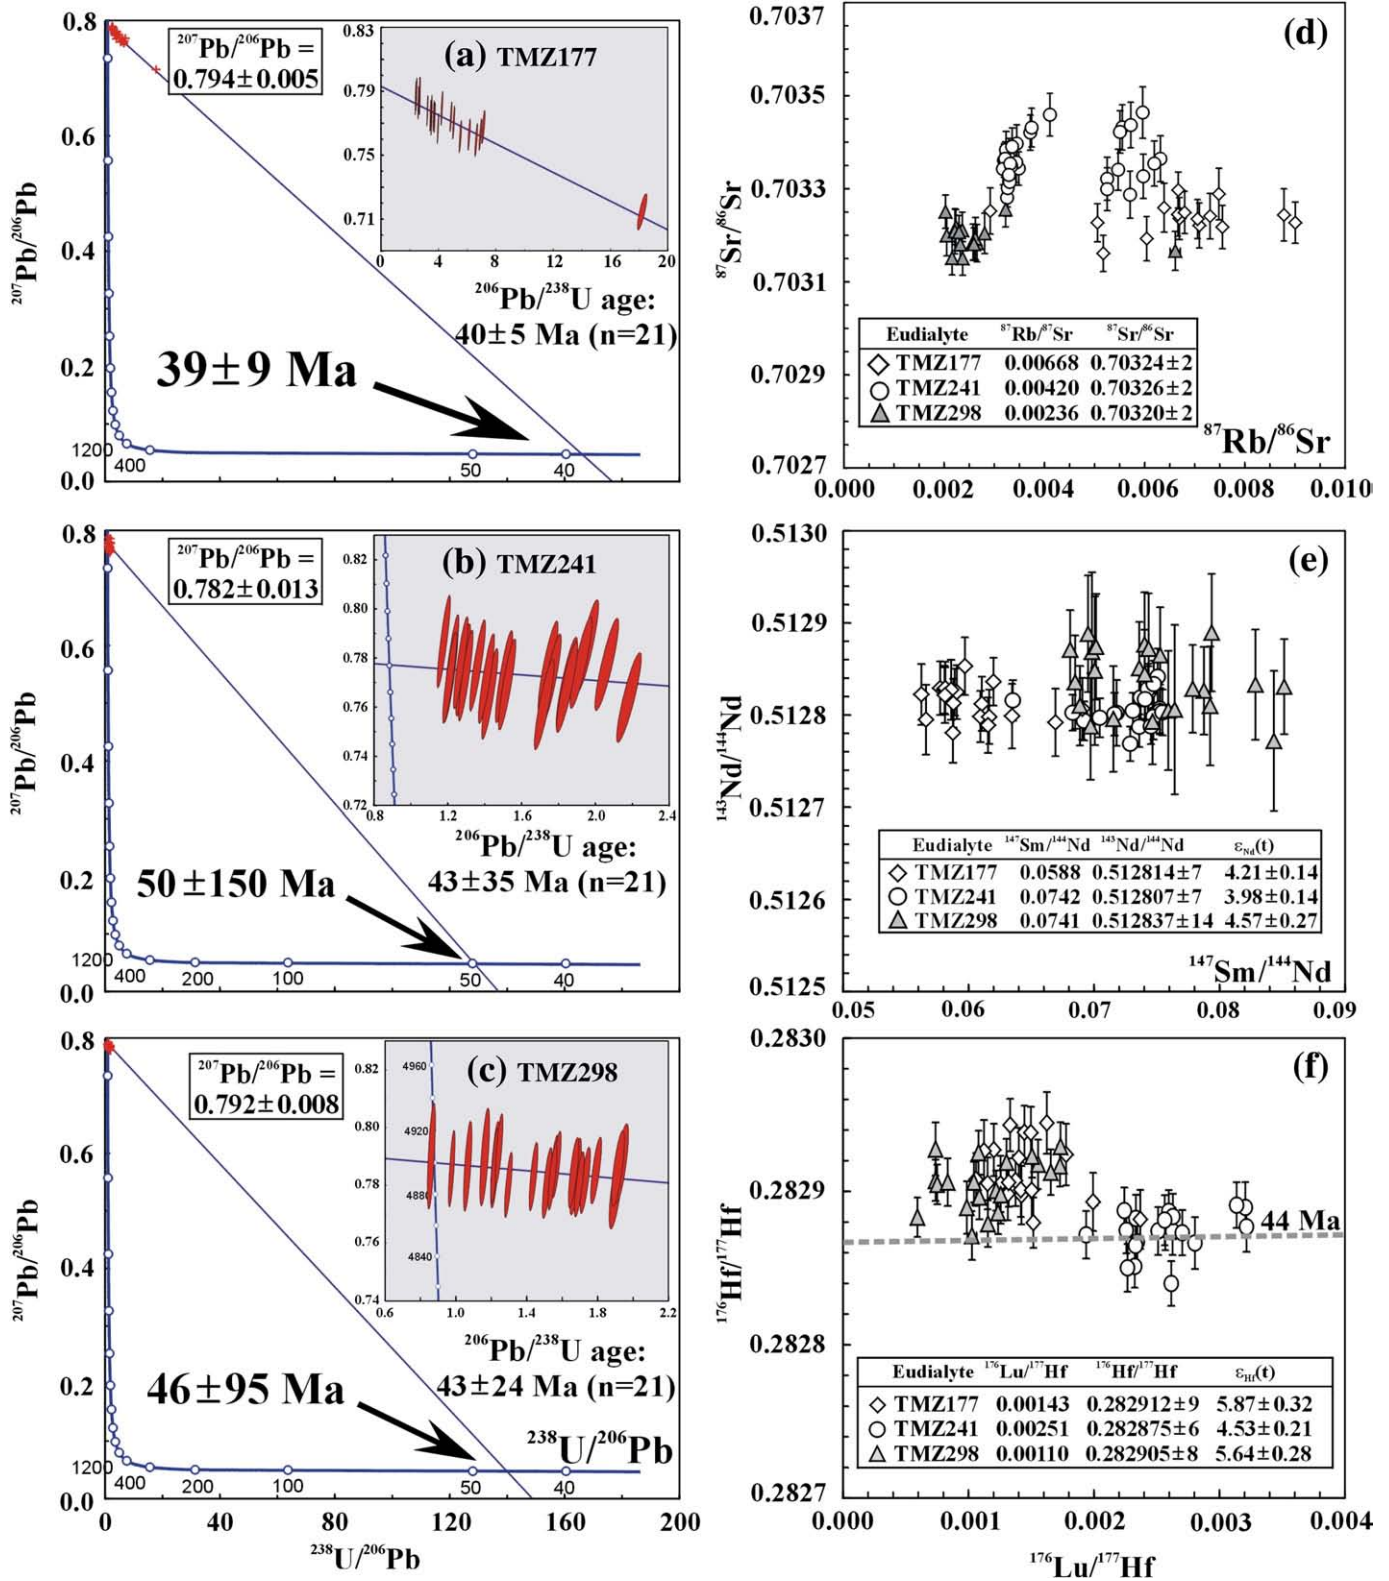 (a) TMZ177
²⁰⁷Pb/²⁰⁶Pb =
0.794±0.005
0.83
0.79
0.75
0.71
0 4 8 12 16 20
²⁰⁶Pb/²³⁸U age:
40±5 Ma (n=21)
39±9 Ma
²⁰⁷Pb/²⁰⁶Pb
0.8
0.6
0.4
0.2
0.0
1200
400
50
40
(b) TMZ241
²⁰⁷Pb/²⁰⁶Pb =
0.782±0.013
0.82
0.80
0.78
0.76
0.74
0.72
0.8 1.2 1.6 2.0 2.4
²⁰⁶Pb/²³⁸U age:
43±35 Ma (n=21)
50±150 Ma
²⁰⁷Pb/²⁰⁶Pb
0.8
0.6
0.4
0.2
0.0
1200
400
200
100
50
40
(c) TMZ298
²⁰⁷Pb/²⁰⁶Pb =
0.792±0.008
0.82
0.80
0.78
0.76
0.74
4960
4920
4880
4840
0.6 1.0 1.4 1.8 2.2
²⁰⁶Pb/²³⁸U age:
43±24 Ma (n=21)
46±95 Ma
²³⁸U/²⁰⁶Pb
²⁰⁷Pb/²⁰⁶Pb
0.8
0.6
0.4
0.2
0.0
1200
400
200
100
50
40
0 40 80 120 160 200
²³⁸U/²⁰⁶Pb
(d)
0.7037
0.7035
0.7033
0.7031
0.7029
0.7027
⁸⁷Sr/⁸⁶Sr
Eudialyte ⁸⁷Rb/⁸⁷Sr ⁸⁷Sr/⁸⁶Sr
TMZ177 0.00668 0.70324±2
TMZ241 0.00420 0.70326±2
TMZ298 0.00236 0.70320±2
⁸⁷Rb/⁸⁶Sr
0.000 0.002 0.004 0.006 0.008 0.010
(e)
0.5130
0.5129
0.5128
0.5127
0.5126
0.5125
¹⁴³Nd/¹⁴⁴Nd
Eudialyte ¹⁴⁷Sm/¹⁴⁴Nd ¹⁴³Nd/¹⁴⁴Nd εNd(t)
TMZ177 0.0588 0.512814±7 4.21±0.14
TMZ241 0.0742 0.512807±7 3.98±0.14
TMZ298 0.0741 0.512837±14 4.57±0.27
¹⁴⁷Sm/¹⁴⁴Nd
0.05 0.06 0.07 0.08 0.09
(f)
0.2830
0.2829
0.2828
0.2827
¹⁷⁶Hf/¹⁷⁷Hf
44 Ma
Eudialyte ¹⁷⁶Lu/¹⁷⁷Hf ¹⁷⁶Hf/¹⁷⁷Hf εHf(t)
TMZ177 0.00143 0.282912±9 5.87±0.32
TMZ241 0.00251 0.282875±6 4.53±0.21
TMZ298 0.00110 0.282905±8 5.64±0.28
0.000 0.001 0.002 0.003 0.004
¹⁷⁶Lu/¹⁷⁷Hf